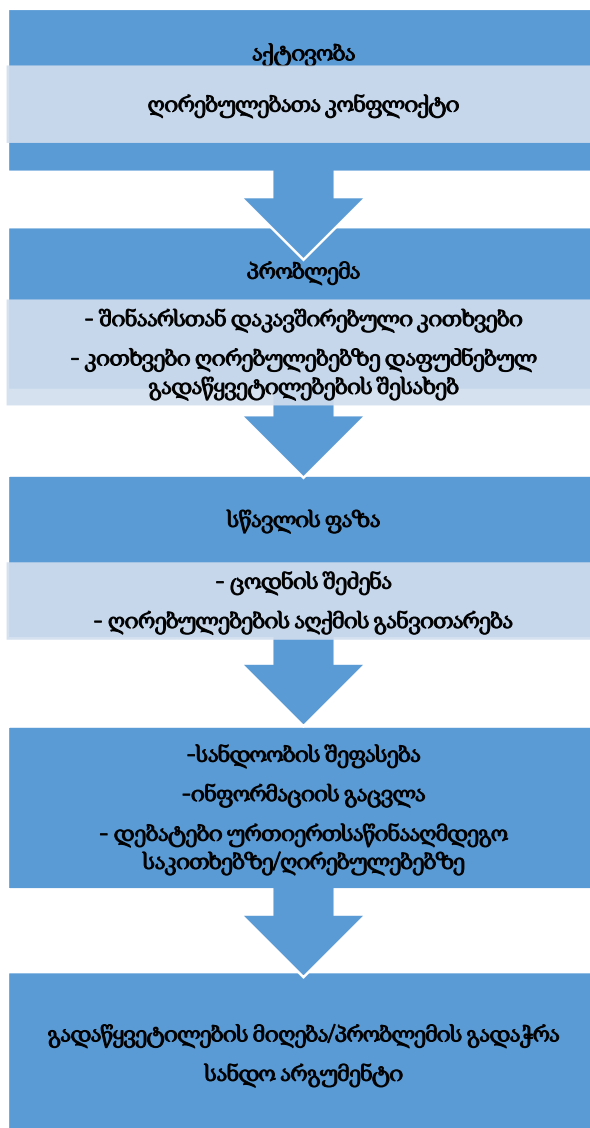 აქტივობა
ღირებულებათა კონფლიქტი
პრობლემა
- შინაარსთან დაკავშირებული კითხვები
- კითხვები ღირებულებებზე დაფუძნებულ
გადაწყვეტილებების შესახებ
სწავლის ფაზა
- ცოდნის შეძენა
- ღირებულებების აღქმის განვითარება
-სანდოობის შეფასება
-ინფორმაციის გაცვლა
- დებატები ურთიერთსაწინააღმდეგო
საკითხებზე/ღირებულებებზე
გადაწყვეტილების მიღება/პრობლემის გადაჭრა
სანდო არგუმენტი